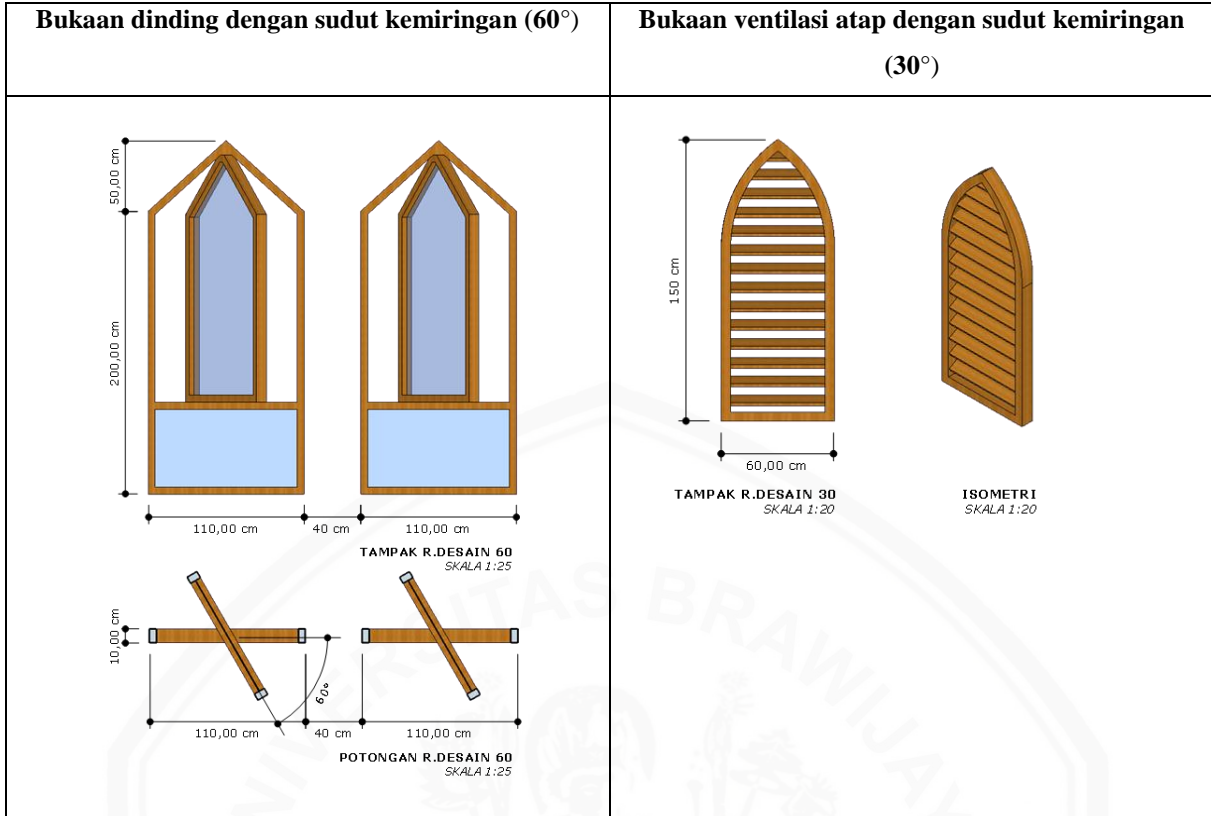 Bukaan dinding dengan sudut kemiringan (60°)
Bukaan ventilasi atap dengan sudut kemiringan
(30°)
50,00 cm
200,00 cm
110,00 cm
40 cm
110,00 cm
TAMPAK R.DESAIN 60
SKALA 1:25
10,00 cm
60°
110,00 cm
40 cm
110,00 cm
POTONGAN R.DESAIN 60
SKALA 1:25
150 cm
60,00 cm
TAMPAK R.DESAIN 30
SKALA 1:20
ISOMETRI
SKALA 1:20
UNIVERSITAS BRAWIJAYA